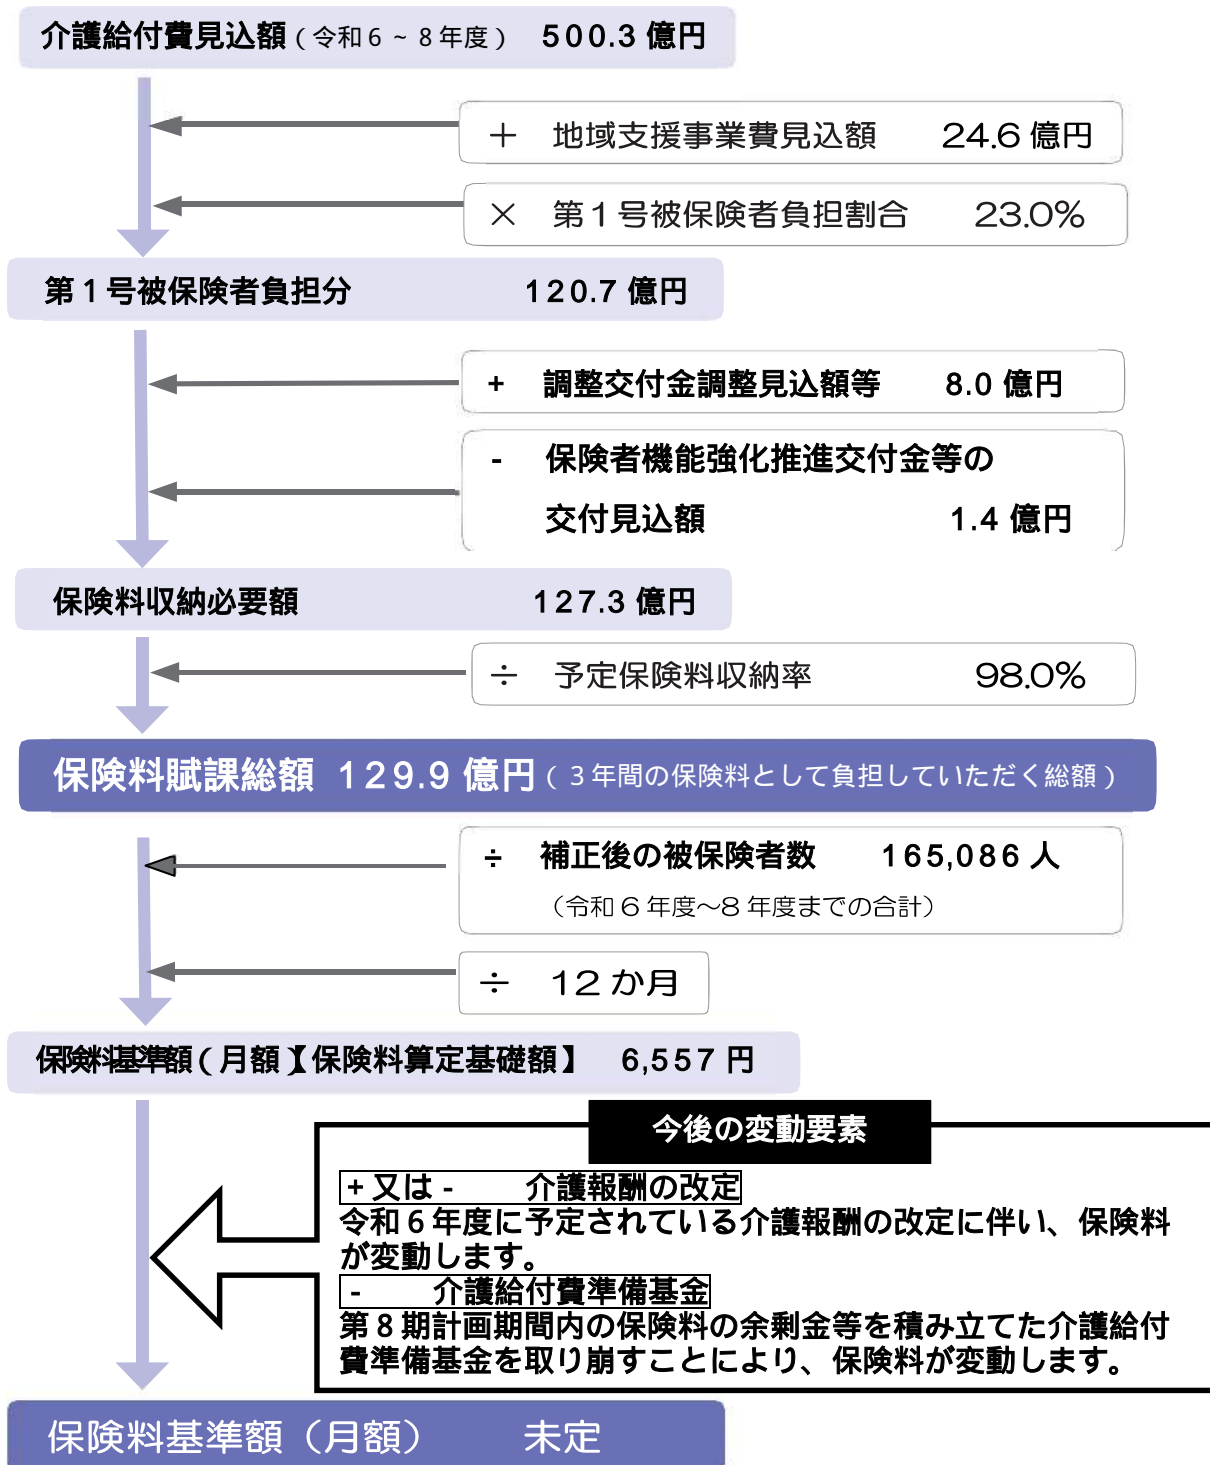 介護給付費見込額(令和6~8年度) 500.3億円
+ 地域支援事業費見込額 24.6億円
× 第1号被保険者負担割合 23.0%
第1号被保険者負担分 120.7億円
+ 調整交付金調整見込額等 8.0億円
- 保険者機能強化推進交付金等の
交付見込額 1.4億円
保険料収納必要額 127.3億円
÷ 予定保険料収納率 98.0%
保険料賦課総額 129.9億円(3年間の保険料として負担していただく総額)
÷ 補正後の被保険者数 165,086人
(令和6年度～8年度までの合計)
÷ 12か月
保険料基準額(月額)【保険料算定基礎額】 6,557円
今後の変動要素
+又は- 介護報酬の改定
令和6年度に予定されている介護報酬の改定に伴い、保険料
が変動します。
- 介護給付費準備基金
第8期計画期間内の保険料の余剰金等を積み立てた介護給付
費準備基金を取り崩すことにより、保険料が変動します。
保険料基準額（月額） 未定